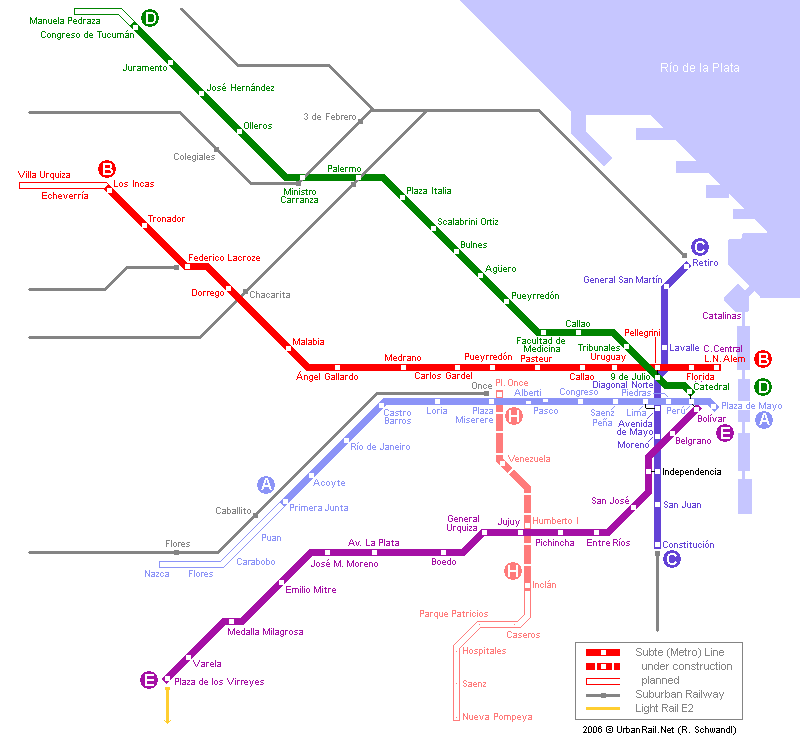 Manuela Pedraza
D
Congreso de Tucumán
Juramento
José Hernández
Olleros
Río de la Plata
3 de Febrero
Colegiales
Ministro
Carranza
Palermo
Villa Urquiza
B
Los Incas
Echeverría
Tronador
Federico Lacroze
Dorrego
Chacarita
Malabia
Ángel Gallardo
Plaza Italia
Scalabrini Ortiz
Bulnes
Agüero
Pueyrredón
C
Retiro
General San Martín
Catalinas
Callao
Facultad de
Medicina
Tribunales
Pellegrini
Lavalle
C.Central
L.N. Alem
B
Medrano
Carlos Gardel
Pueyrredón
Pasteur
Callao
Uruguay
9 de Julio
Diagonal Norte
Florida
Catedral
D
Once
Pl. Once
Castro
Barros
Loria
Plaza
Miserere
Alberti
Pasco
Congreso
Saenz
Peña
Piedras
Lima
Perú
Plaza de Mayo
A
H
Avenida
de Mayo
Moreno
Bolívar
E
Belgrano
Río de Janeiro
Acoyte
A
Primera Junta
Caballito
Puan
Carabobo
Flores
Nazca
Flores
Venezuela
Independencia
San José
San Juan
General
Urquiza
Jujuy
Humberto I
Pichincha
Entre Ríos
Constitución
C
Av. La Plata
José M. Moreno
Boedo
Emilio Mitre
Medalla Milagrosa
Varela
E
Plaza de los Virreyes
H
Inclán
Parque Patricios
Caseros
Hospitales
Saenz
Nueva Pompeya
Subte (Metro) Line
under construction
planned
Suburban Railway
Light Rail E2
2006 © UrbanRail.Net (R. Schwandl)